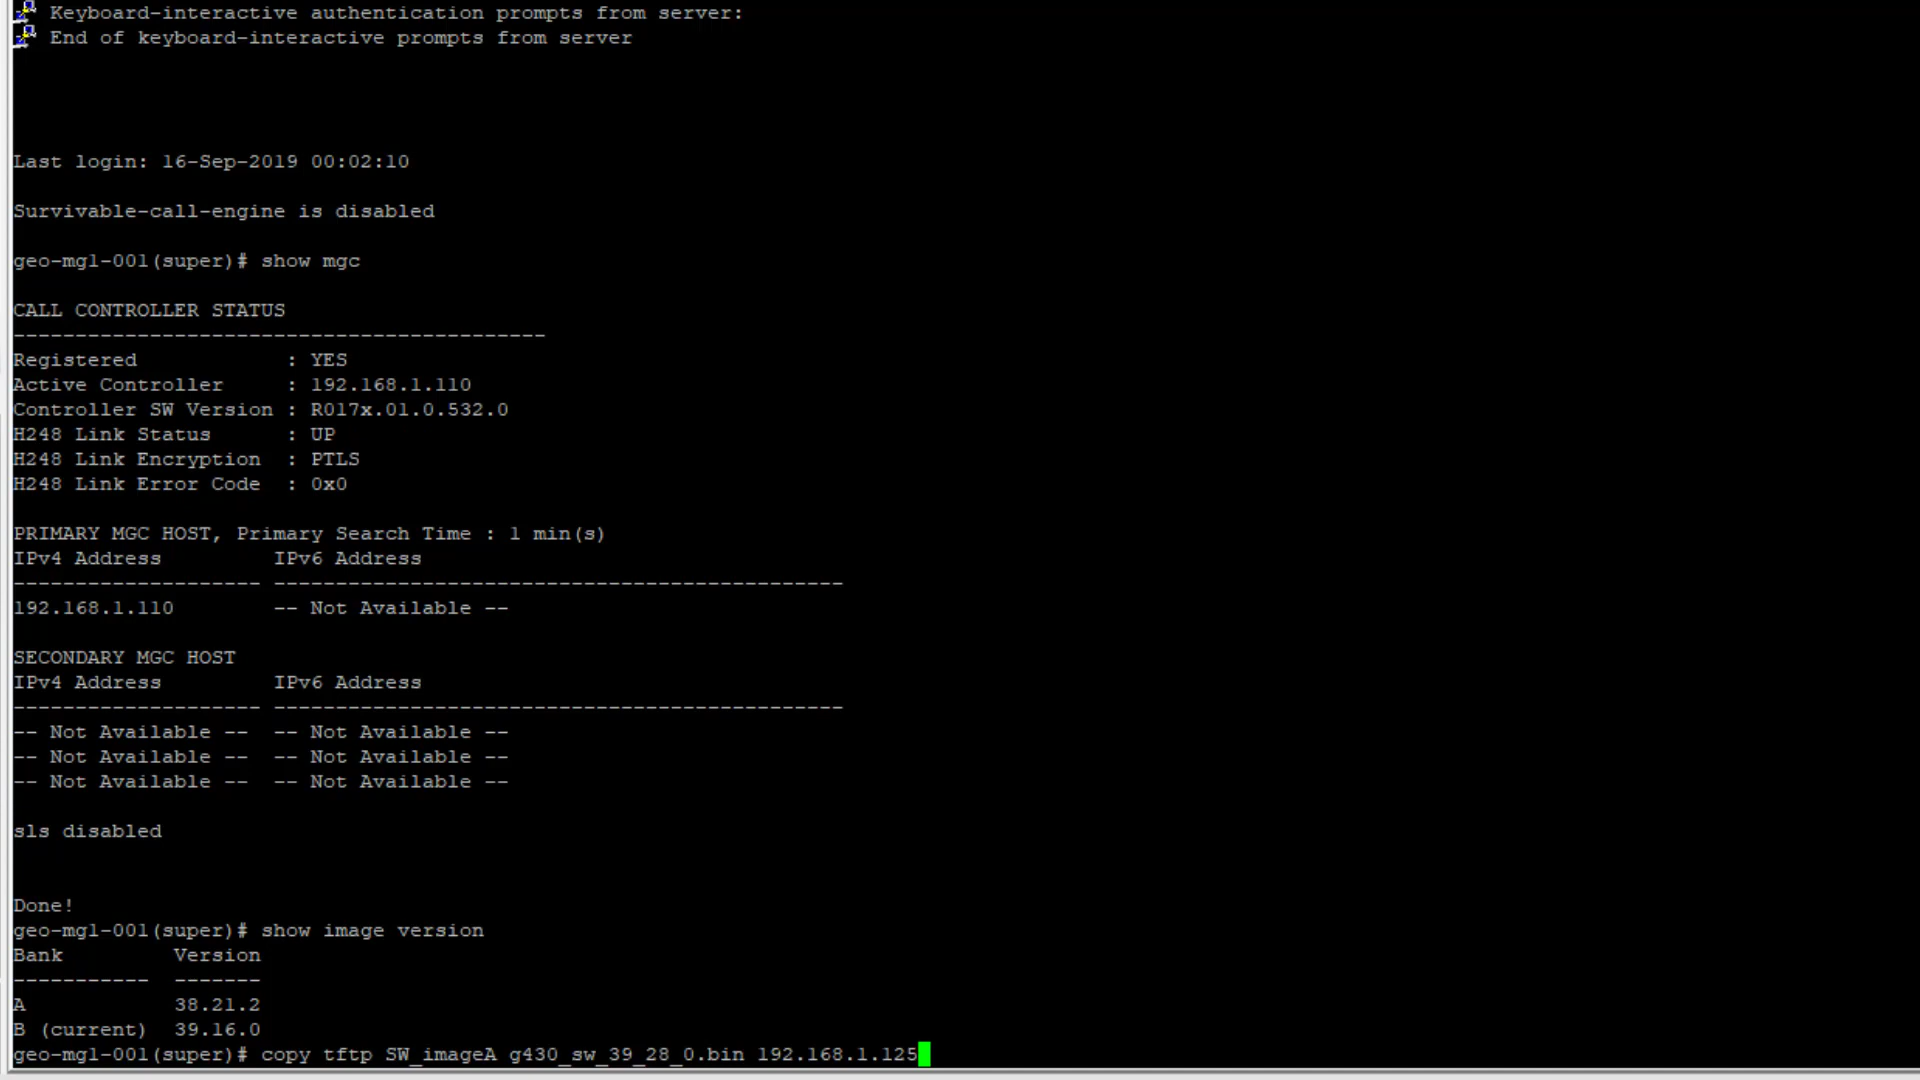 Keyboard-interactive authentication prompts from server:
End of keyboard-interactive prompts from server
Last login: 16-Sep-2019 00:02:10
Survivable-call-engine is disabled
geo-mg1-001(super)# show mgc
CALL CONTROLLER STATUS
-------------------------------------------
Registered            : YES
Active Controller     : 192.168.1.110
Controller SW Version : R017x.01.0.532.0
H248 Link Status      : UP
H248 Link Encryption  : PTLS
H248 Link Error Code  : 0x0
PRIMARY MGC HOST, Primary Search Time : 1 min(s)
IPv4 Address         IPv6 Address
-------------------- ----------------------------------------------
192.168.1.110        -- Not Available --
SECONDARY MGC HOST
IPv4 Address         IPv6 Address
-------------------- ----------------------------------------------
-- Not Available --  -- Not Available --
-- Not Available --  -- Not Available --
-- Not Available --  -- Not Available --
sls disabled
Done!
geo-mg1-001(super)# show image version
Bank         Version
-----------  -------
A            38.21.2
B (current)  39.16.0
geo-mg1-001(super)# copy tftp SW_imageA g430_sw_39_28_0.bin 192.168.1.125